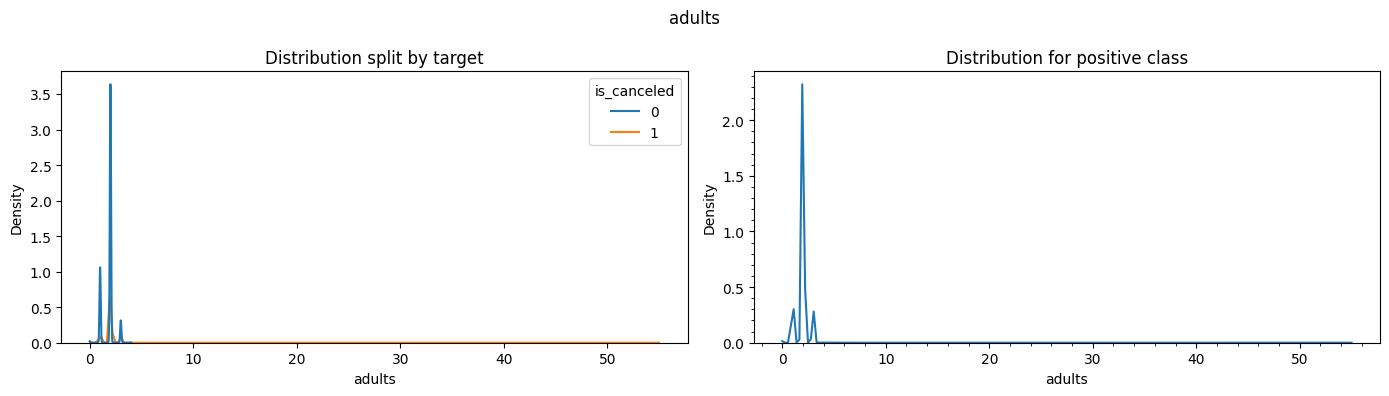 adults
Distribution split by target
Density
3.5
3.0
2.5
2.0
1.5
1.0
0.5
0.0
0 10 20 30 40 50
adults
is_canceled
0
1
Distribution for positive class
Density
2.0
1.5
1.0
0.5
0.0
0 10 20 30 40 50
adults